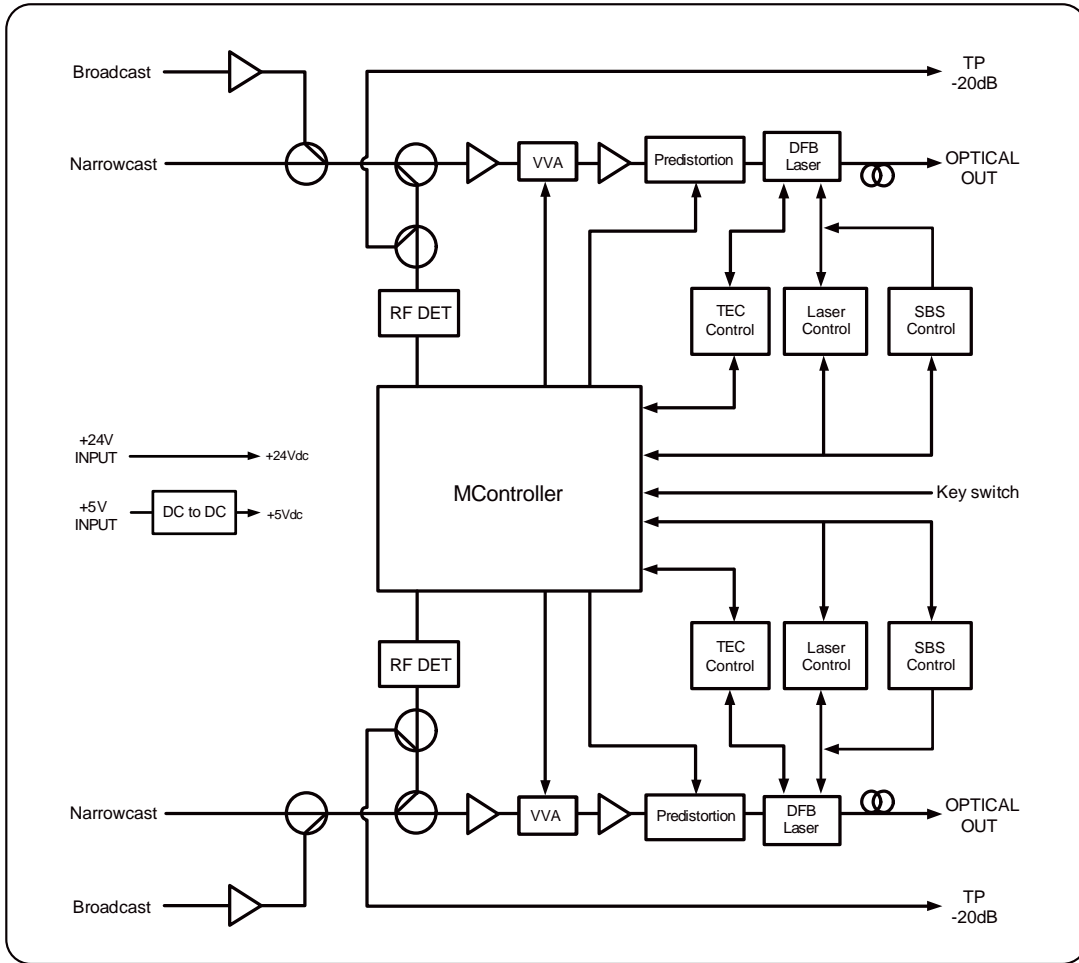 Broadcast
TP
-20dB
Narrowcast
VVA
Predistortion
DFB
Laser
OPTICAL
OUT
RF DET
TEC
Control
Laser
Control
SBS
Control
+24V
INPUT
+24Vdc
MController
Key switch
+5V
INPUT
DC to DC
+5Vdc
RF DET
TEC
Control
Laser
Control
SBS
Control
Narrowcast
VVA
Predistortion
DFB
Laser
OPTICAL
OUT
Broadcast
TP
-20dB